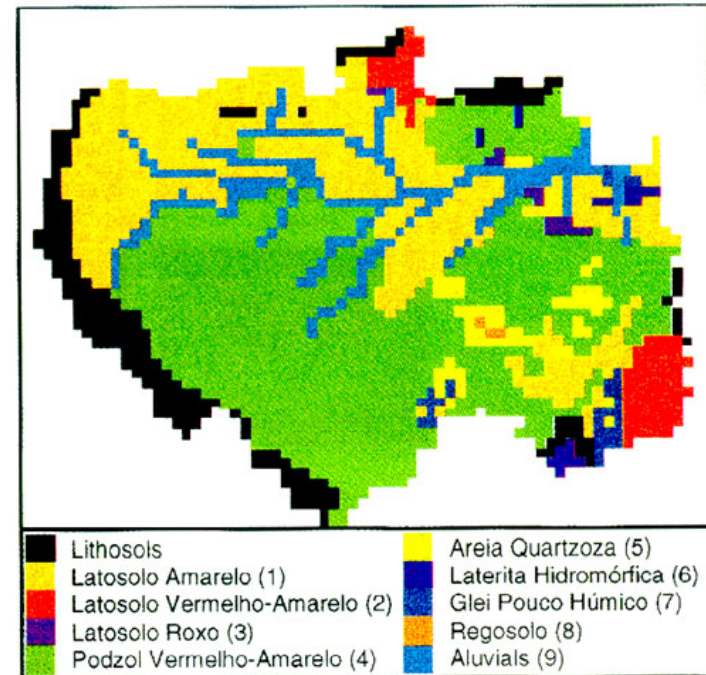 Lithosols
Latosolo Amarelo (1)
Latosolo Vermelho-Amarelo (2)
Latosolo Roxo (3)
Podzol Vermelho-Amarelo (4)
Areia Quartzoza (5)
Laterita Hidromórfica (6)
Glei Pouco Húmico (7)
Regosolo (8)
Aluvials (9)